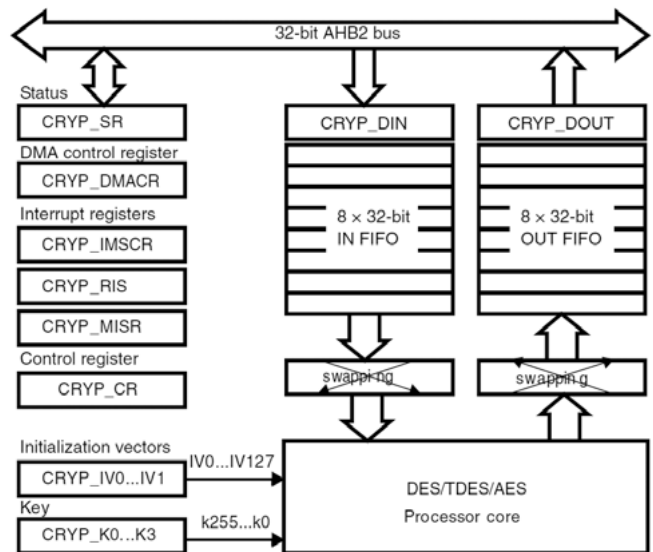 32-bit AHB2 bus
Status
CRYP_SR
DMA control register
CRYP_DMACR
Interrupt registers
CRYP_IMSCR
CRYP_RIS
CRYP_MISR
Control register
CRYP_CR
Initialization vectors
CRYP_IV0...IV1
IV0...IV127
Key
CRYP_K0...K3
k255...k0
CRYP_DIN
8 × 32-bit
IN FIFO
swapping
CRYP_DOUT
8 × 32-bit
OUT FIFO
swapping
DES/TDES/AES
Processor core